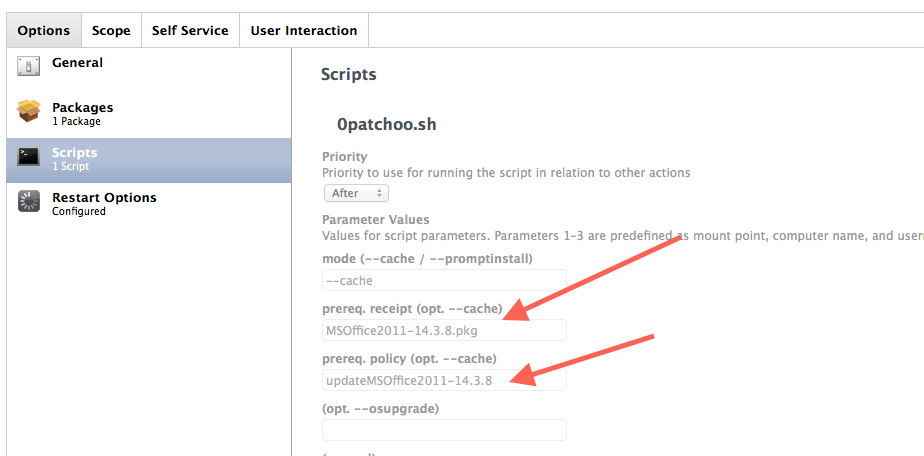 Options Scope Self Service User Interaction
General
Packages
1 Package
Scripts
1 Script
Restart Options
Configured
Scripts
0patchoo.sh
Priority
Priority to use for running the script in relation to other actions
After
Parameter Values
Values for script parameters. Parameters 1-3 are predefined as mount point, computer name, and
mode (--cache / --promptinstall)
--cache
prereq. receipt (opt. --cache)
MSOffice2011-14.3.8.pkg
prereq. policy (opt. --cache)
updateMSOffice2011-14.3.8
(opt. --osupgrade)